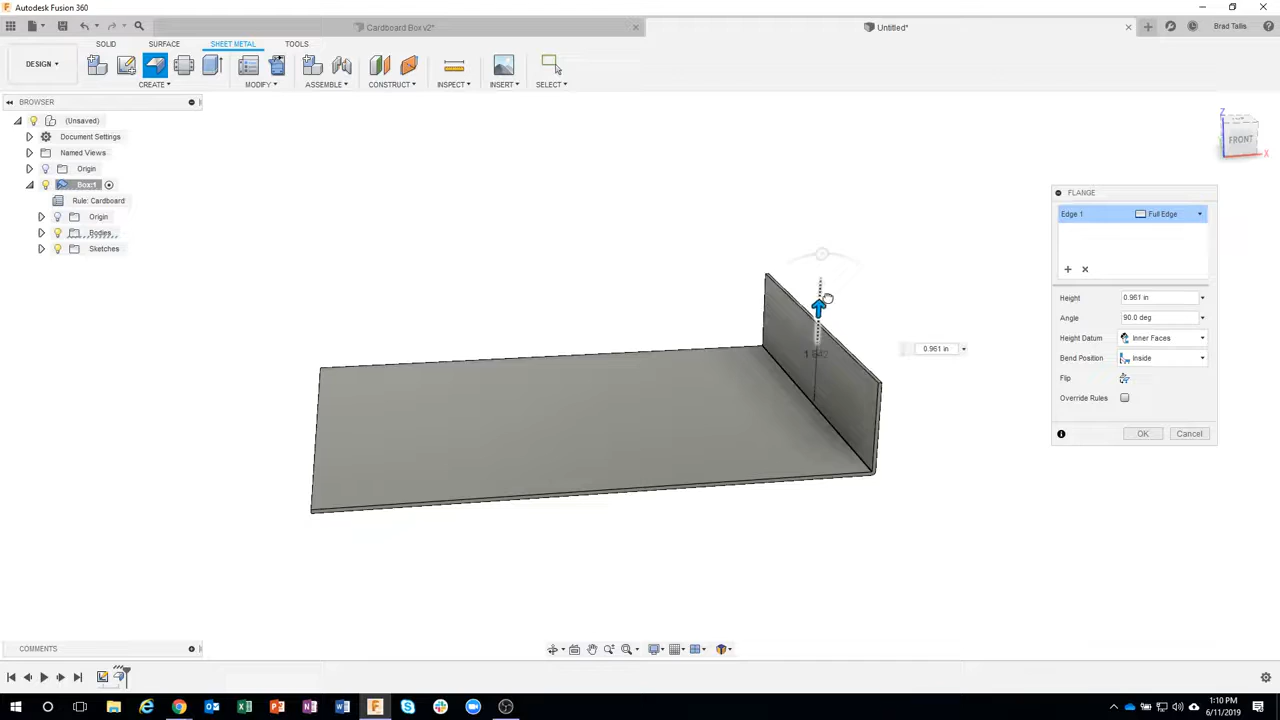 Autodesk Fusion 360
Cardboard Box v2*
Untitled*
Brad Tallis
DESIGN
SOLID
SURFACE
SHEET METAL
TOOLS
CREATE
MODIFY
ASSEMBLE
CONSTRUCT
INSPECT
INSERT
SELECT
BROWSER
(Unsaved)
Document Settings
Named Views
Origin
Box:1
Rule: Cardboard
Origin
Bodies
Sketches
Z
FRONT
X
FLANGE
Edge 1
Full Edge
Height
0.961 in
Angle
90.0 deg
Height Datum
Inner Faces
Bend Position
Inside
Flip
Override Rules
OK
Cancel
0.961 in
COMMENTS
1:10 PM
6/11/2019